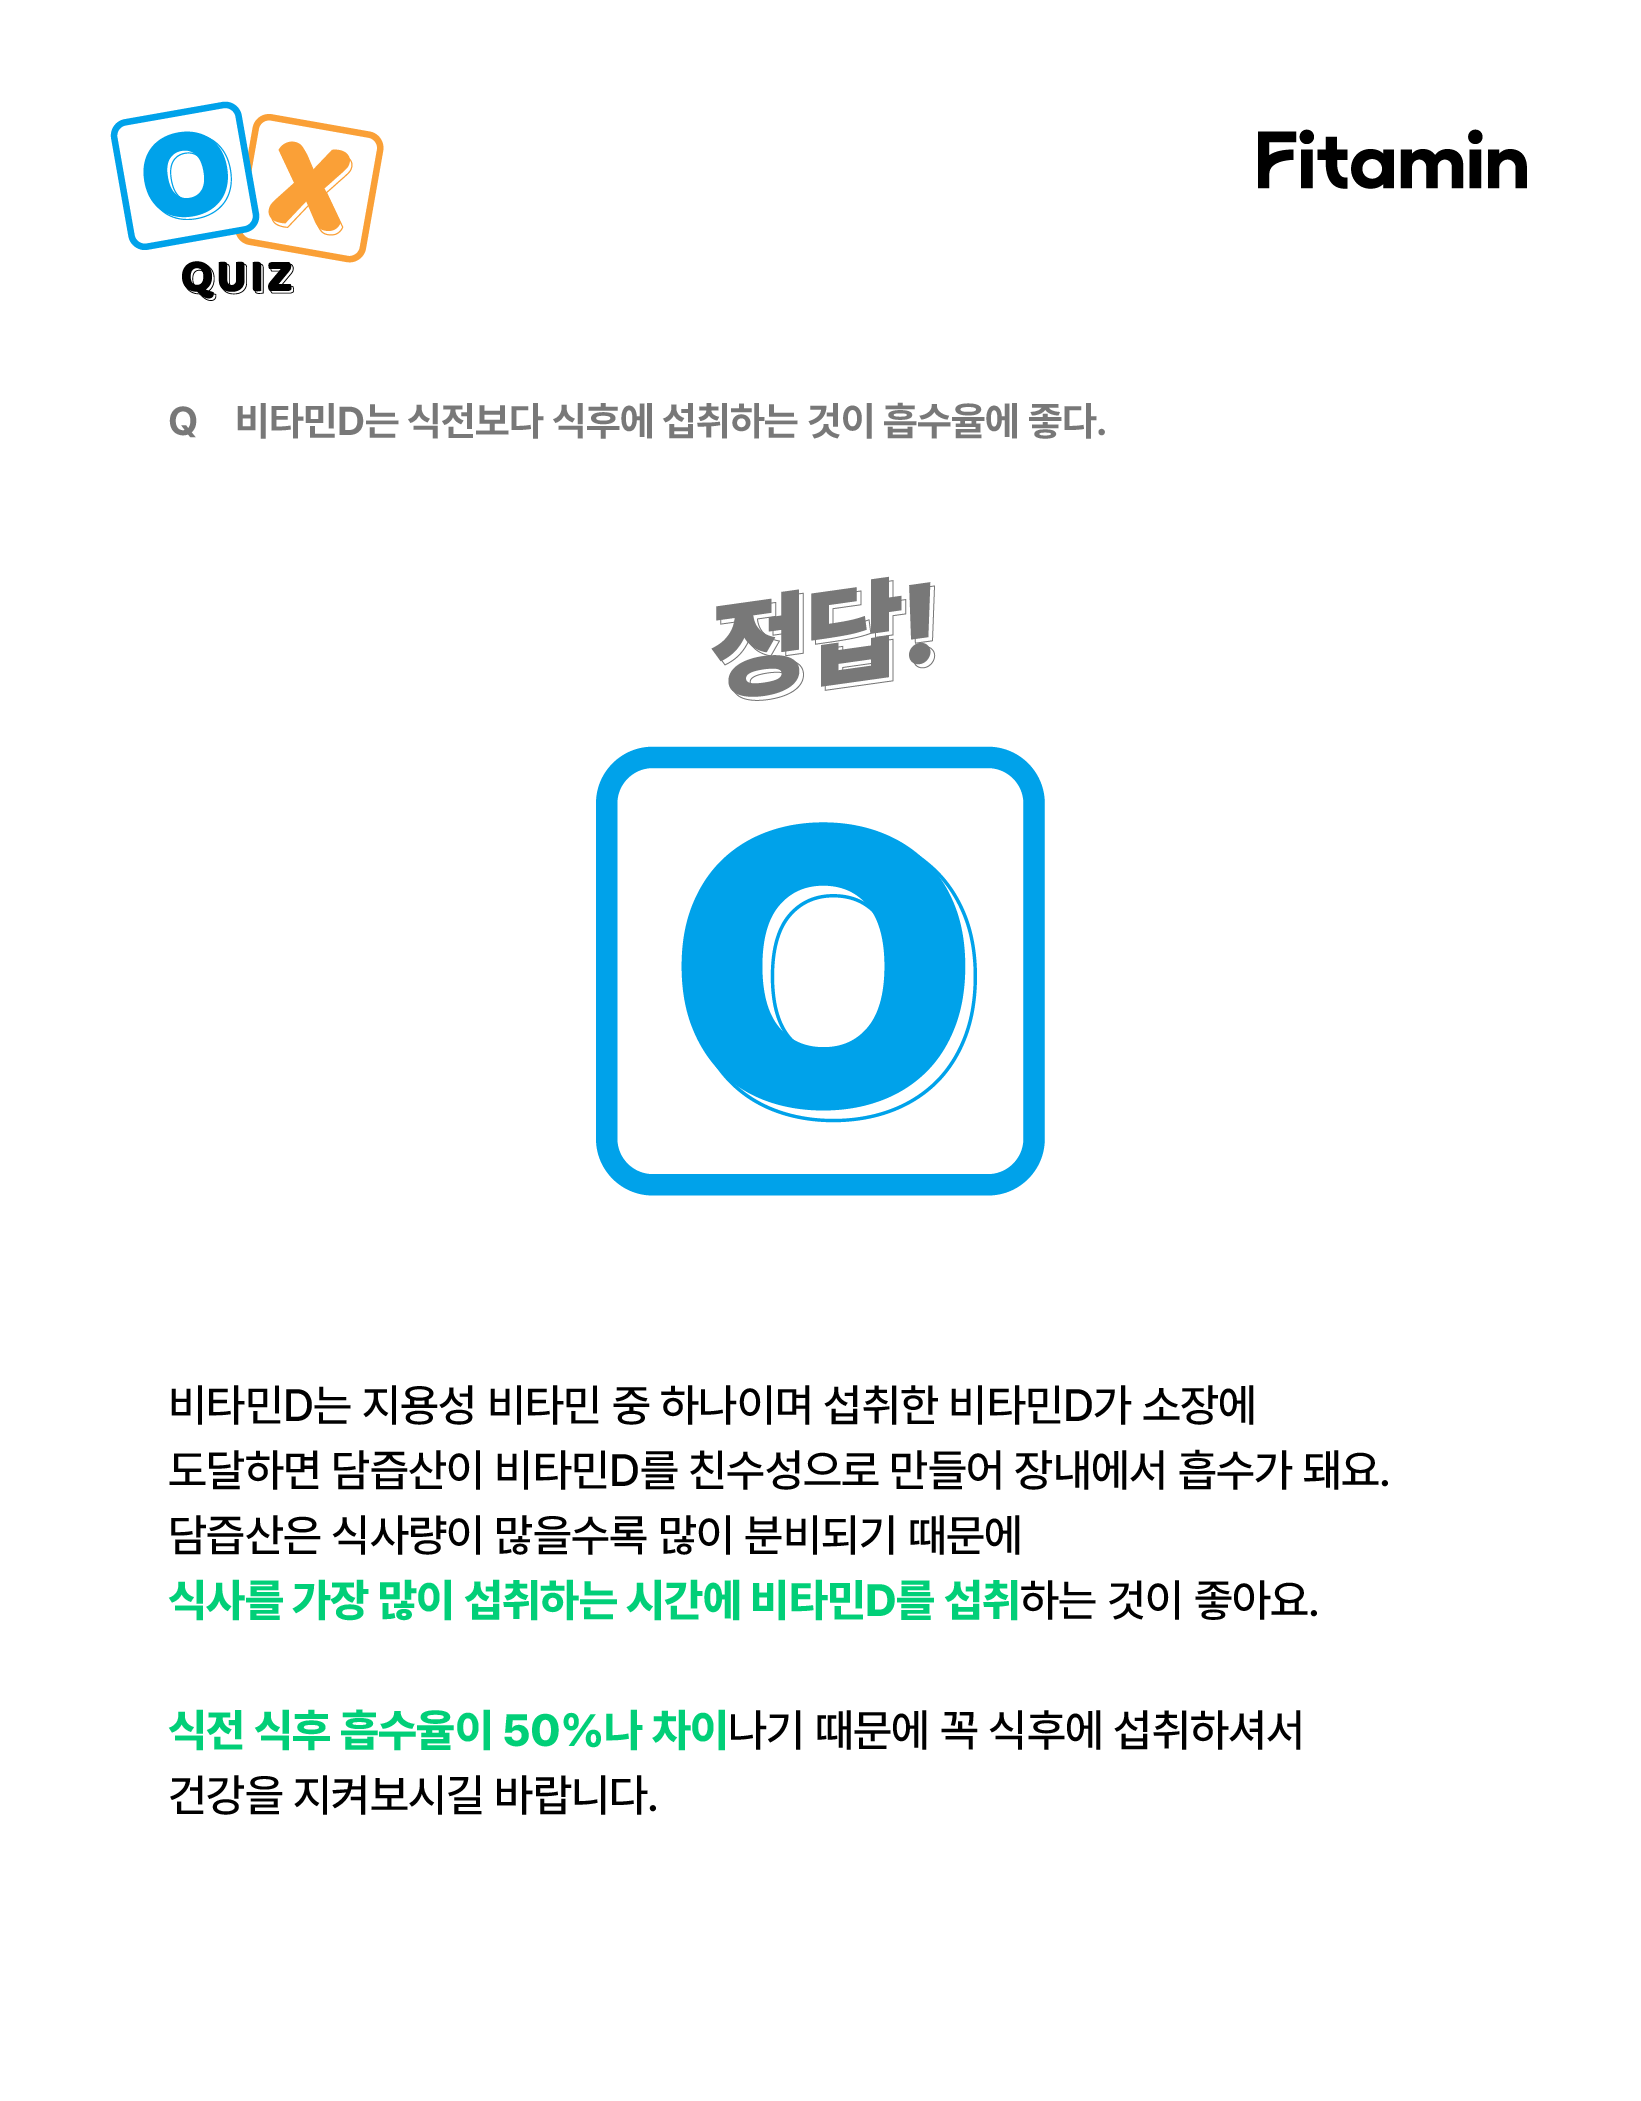 O X
QUIZ
Fitamin
Q 비타민D는 식전보다 식후에 섭취하는 것이 흡수율에 좋다.
정답!
O
비타민D는 지용성 비타민 중 하나이며 섭취한 비타민D가 소장에
도달하면 담즙산이 비타민D를 친수성으로 만들어 장내에서 흡수가 돼요.
담즙산은 식사량이 많을수록 많이 분비되기 때문에
식사를 가장 많이 섭취하는 시간에 비타민D를 섭취하는 것이 좋아요.
식전 식후 흡수율이 50%나 차이나기 때문에 꼭 식후에 섭취하셔서
건강을 지켜보시길 바랍니다.